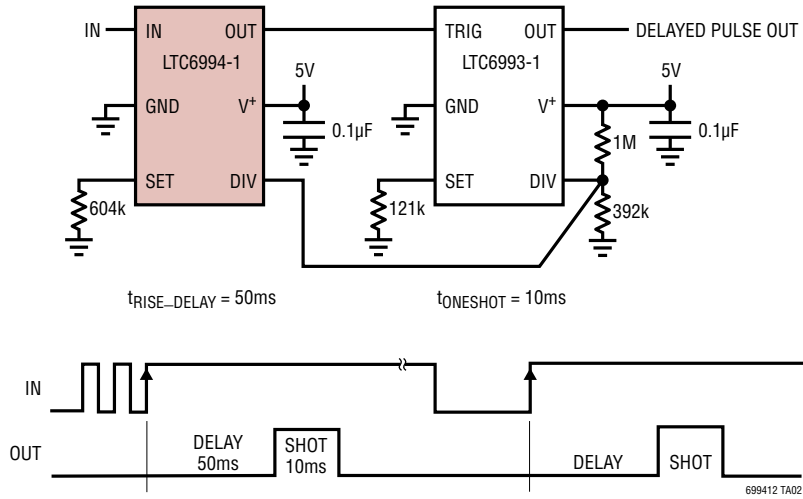 IN
IN
OUT
LTC6994-1
GND
V+
SET
DIV
5V
0.1µF
604k
TRIG
OUT
LTC6993-1
GND
V+
SET
DIV
DELAYED PULSE OUT
5V
0.1µF
1M
392k
121k
tRISE_DELAY = 50ms
tONESHOT = 10ms
IN
OUT
DELAY
50ms
SHOT
10ms
DELAY
SHOT
699412 TA02